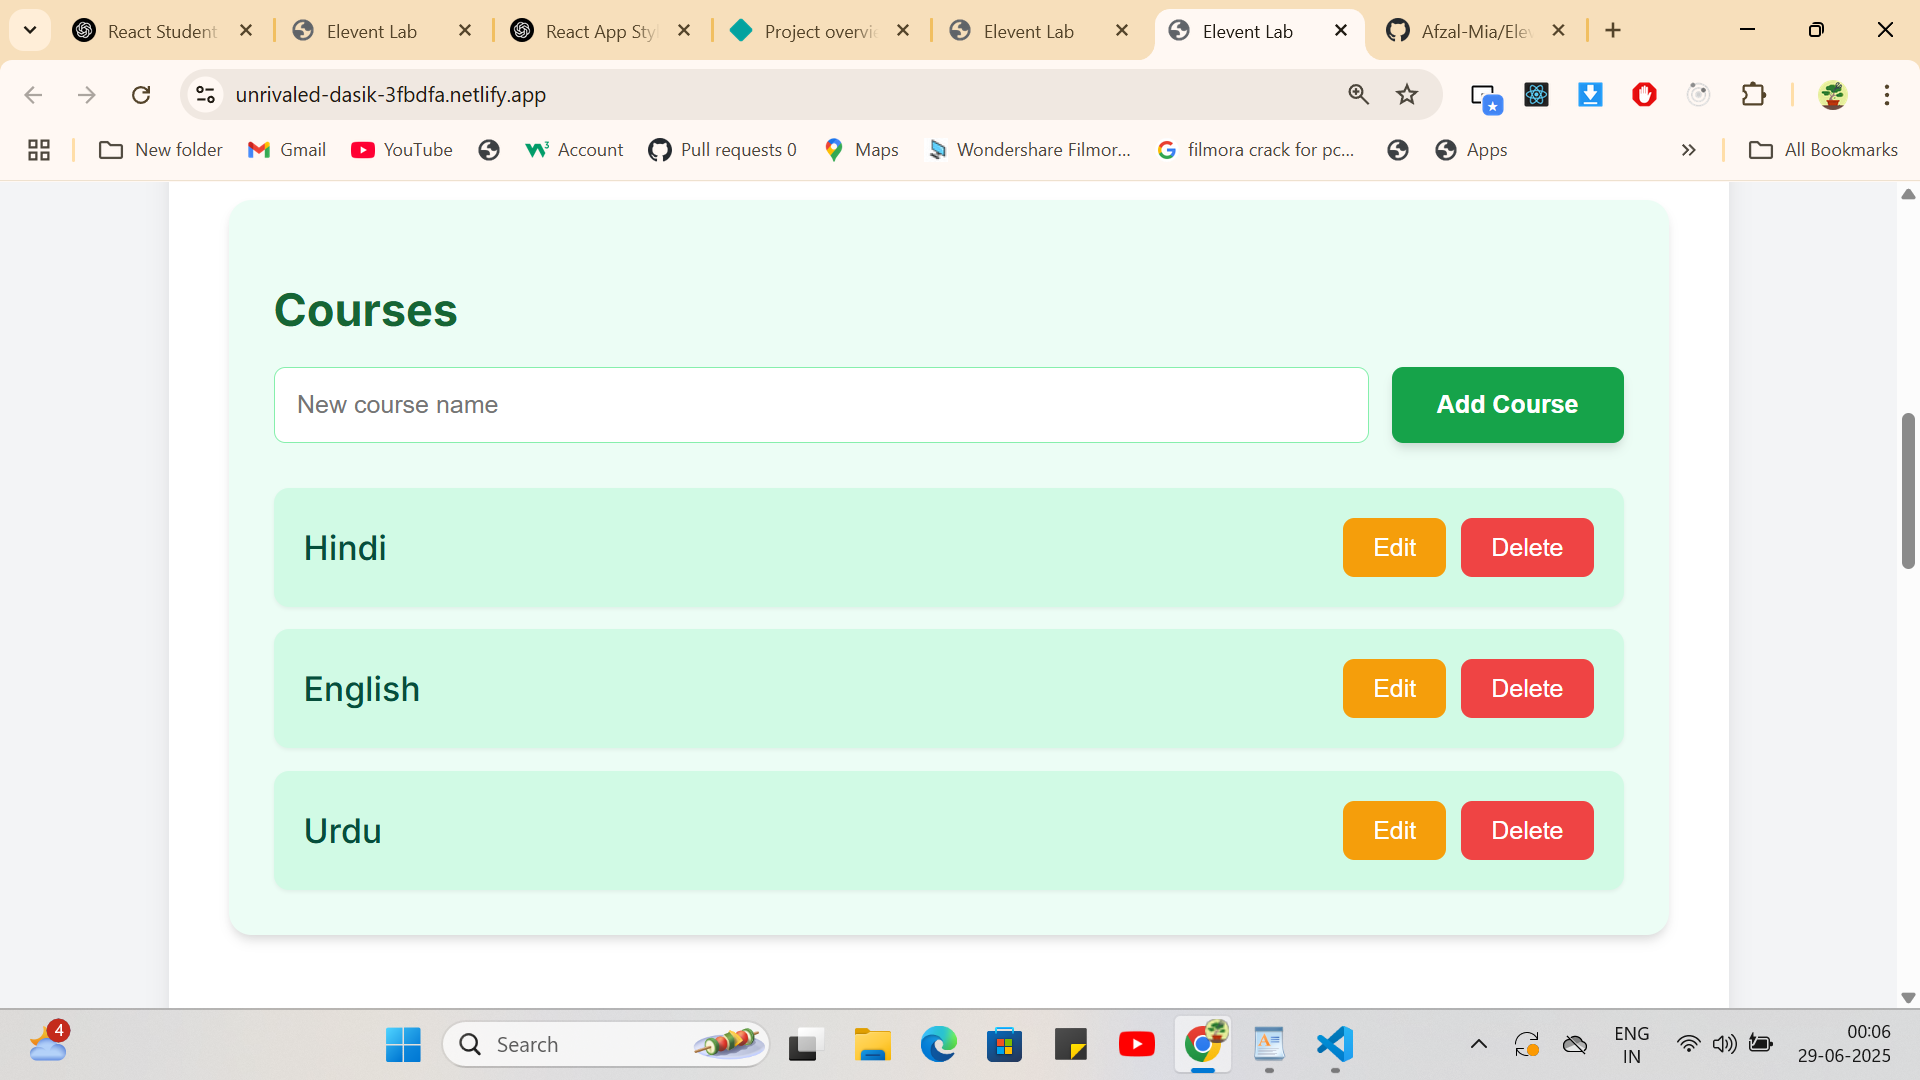 React Student
Elevent Lab
React App Sty
Project overvi
Elevent Lab
Elevent Lab
Afzal-Mia/Elev
unrivaled-dasik-3fbdfa.netlify.app
New folder
Gmail
YouTube
Account
Pull requests 0
Maps
Wondershare Filmor...
filmora crack for pc...
Apps
All Bookmarks
Courses
New course name
Add Course
Hindi
Edit
Delete
English
Edit
Delete
Urdu
Edit
Delete
4
Search
ENG
IN
00:06
29-06-2025